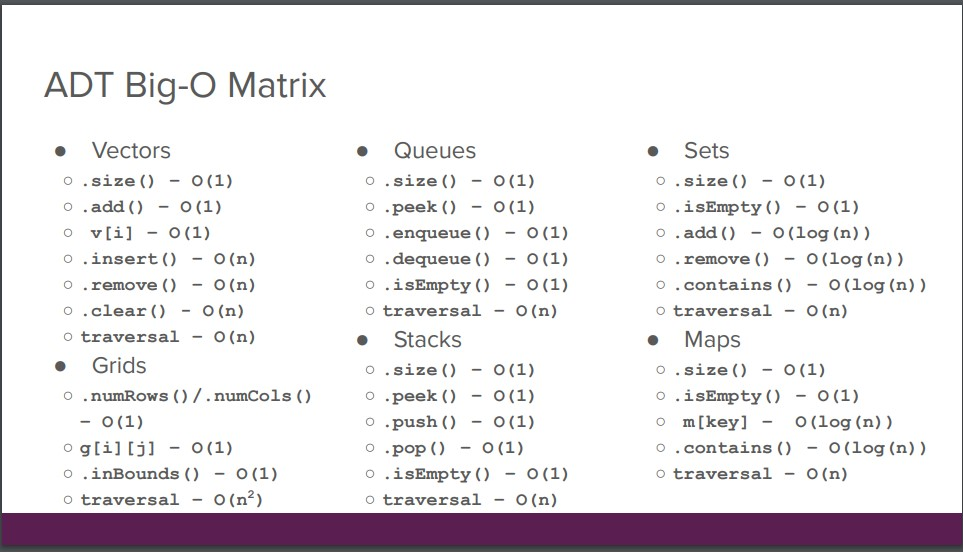 ADT Big-O Matrix
● Vectors
○ .size() – O(1)
○ .add() – O(1)
○ v[i] – O(1)
○ .insert() – O(n)
○ .remove() – O(n)
○ .clear() - O(n)
○ traversal – O(n)
● Grids
○ .numRows()/.numCols()
– O(1)
○ g[i][j] – O(1)
○ .inBounds() – O(1)
○ traversal – O(n²)
● Queues
○ .size() – O(1)
○ .peek() – O(1)
○ .enqueue() – O(1)
○ .dequeue() – O(1)
○ .isEmpty() – O(1)
○ traversal – O(n)
● Stacks
○ .size() – O(1)
○ .peek() – O(1)
○ .push() – O(1)
○ .pop() – O(1)
○ .isEmpty() – O(1)
○ traversal – O(n)
● Sets
○ .size() – O(1)
○ .isEmpty() – O(1)
○ .add() – O(log(n))
○ .remove() – O(log(n))
○ .contains() – O(log(n))
○ traversal – O(n)
● Maps
○ .size() – O(1)
○ .isEmpty() – O(1)
○ m[key] – O(log(n))
○ .contains() – O(log(n))
○ traversal – O(n)